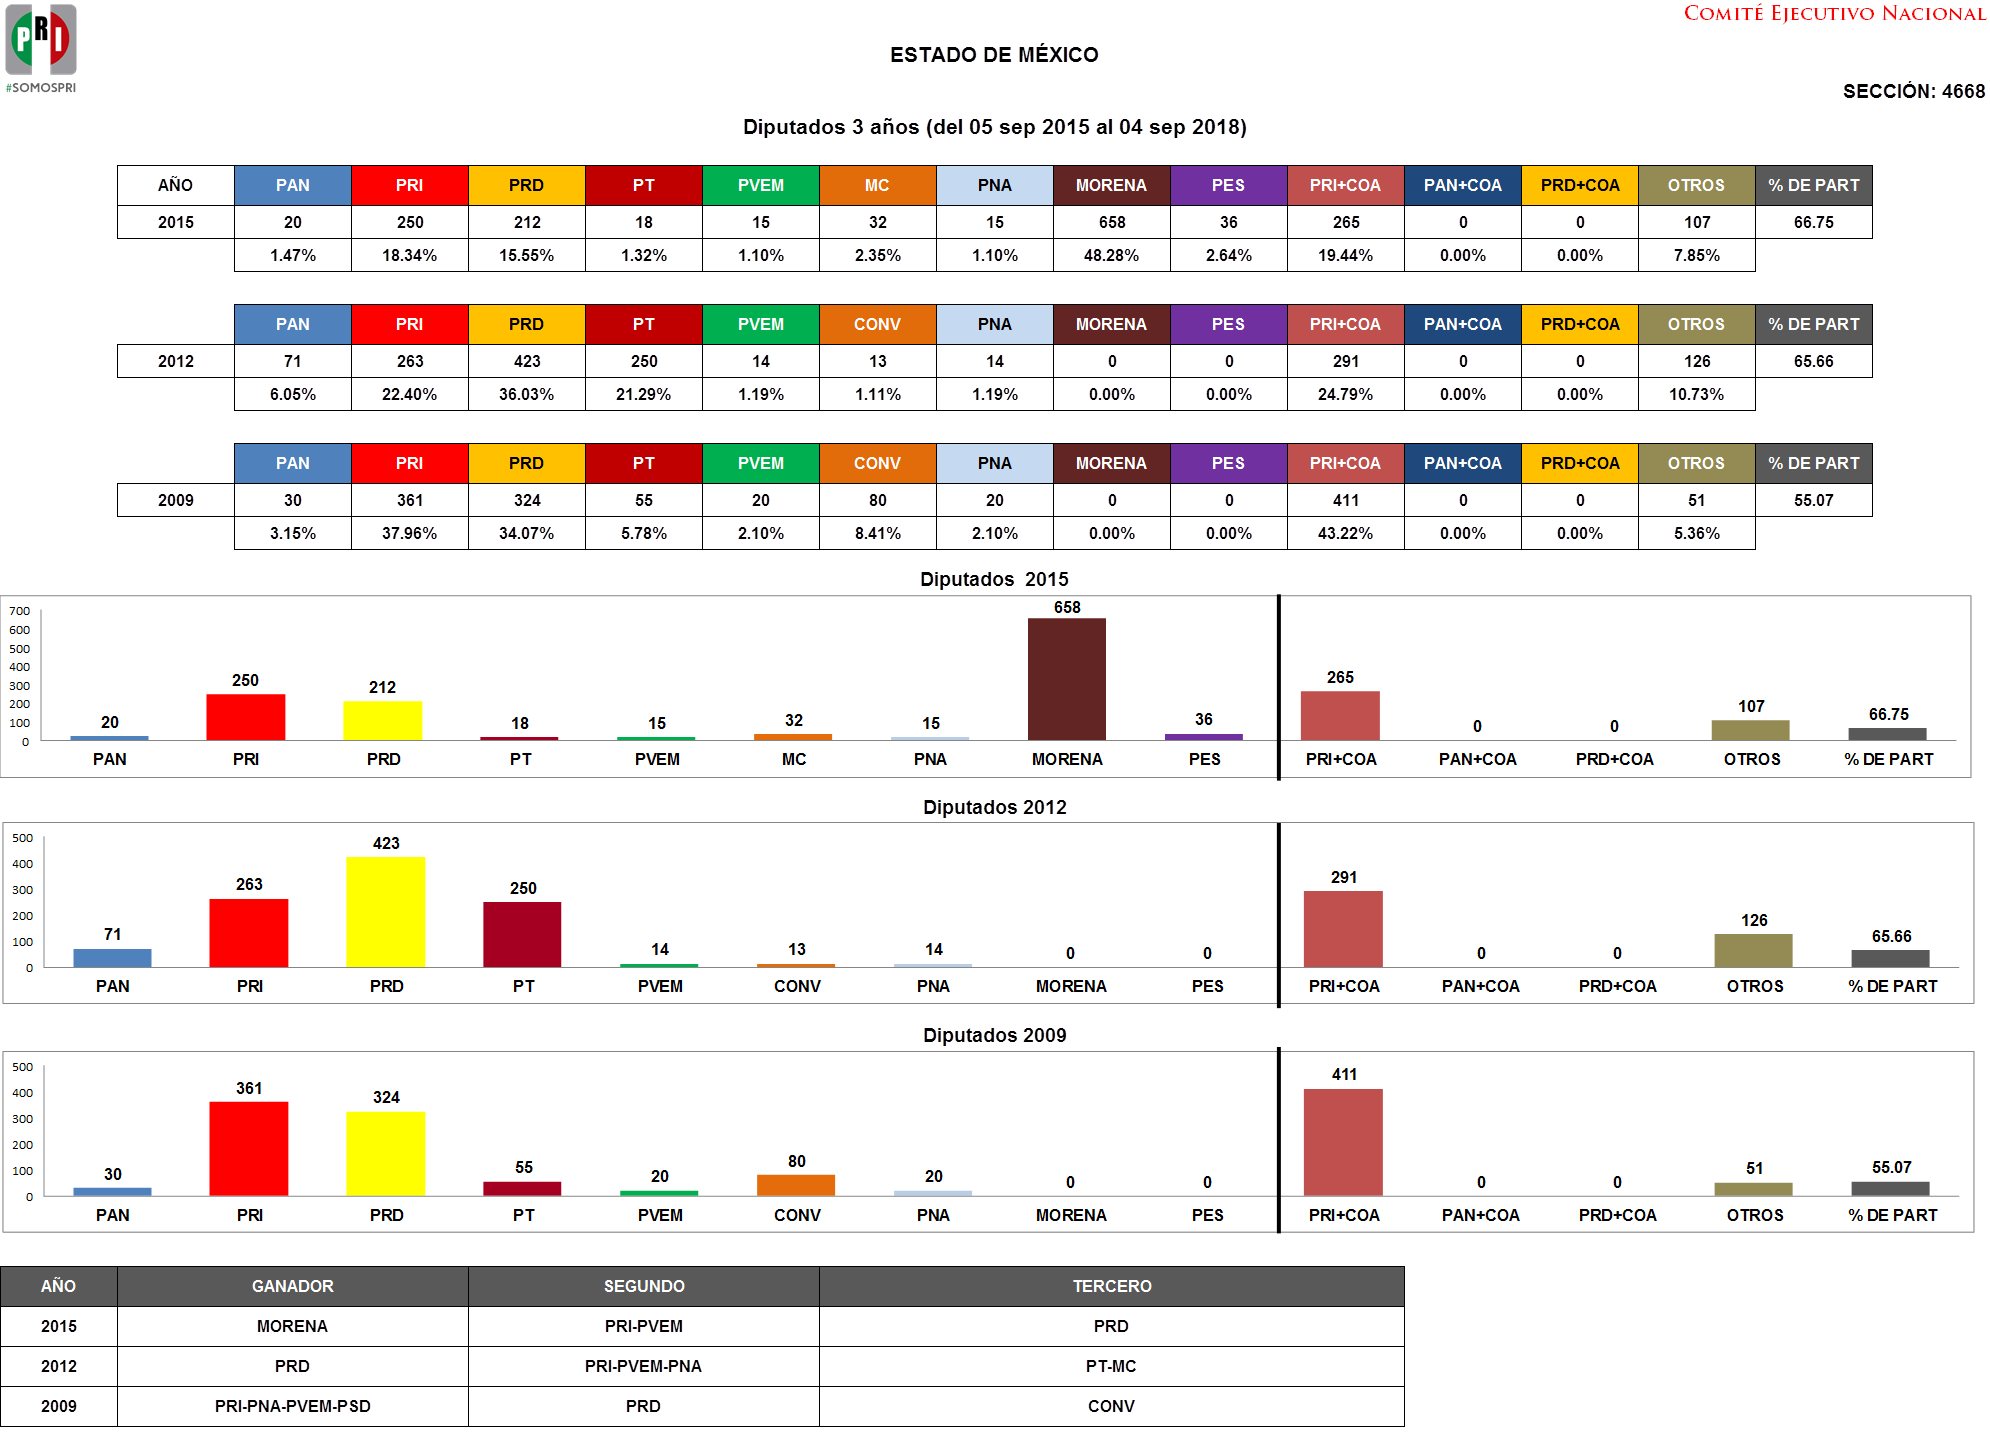 PRI
#SOMOSPRI
COMITÉ EJECUTIVO NACIONAL
ESTADO DE MÉXICO
SECCIÓN: 4668
Diputados 3 años (del 05 sep 2015 al 04 sep 2018)
AÑO PAN PRI PRD PT PVEM MC PNA MORENA PES PRI+COA PAN+COA PRD+COA OTROS % DE PART
2015 20 250 212 18 15 32 15 658 36 265 0 0 107 66.75
1.47% 18.34% 15.55% 1.32% 1.10% 2.35% 1.10% 48.28% 2.64% 19.44% 0.00% 0.00% 7.85%
PAN PRI PRD PT PVEM CONV PNA MORENA PES PRI+COA PAN+COA PRD+COA OTROS % DE PART
2012 71 263 423 250 14 13 14 0 0 291 0 0 126 65.66
6.05% 22.40% 36.03% 21.29% 1.19% 1.11% 1.19% 0.00% 0.00% 24.79% 0.00% 0.00% 10.73%
PAN PRI PRD PT PVEM CONV PNA MORENA PES PRI+COA PAN+COA PRD+COA OTROS % DE PART
2009 30 361 324 55 20 80 20 0 0 411 0 0 51 55.07
3.15% 37.96% 34.07% 5.78% 2.10% 8.41% 2.10% 0.00% 0.00% 43.22% 0.00% 0.00% 5.36%
Diputados 2015
700
600
500
400
300
200
100
0
20 250 212 18 15 32 15 658 36 265 0 0 107 66.75
PAN PRI PRD PT PVEM MC PNA MORENA PES PRI+COA PAN+COA PRD+COA OTROS % DE PART
Diputados 2012
500
400
300
200
100
0
71 263 423 250 14 13 14 0 0 291 0 0 126 65.66
PAN PRI PRD PT PVEM CONV PNA MORENA PES PRI+COA PAN+COA PRD+COA OTROS % DE PART
Diputados 2009
500
400
300
200
100
0
30 361 324 55 20 80 20 0 0 411 0 0 51 55.07
PAN PRI PRD PT PVEM CONV PNA MORENA PES PRI+COA PAN+COA PRD+COA OTROS % DE PART
AÑO GANADOR SEGUNDO TERCERO
2015 MORENA PRI-PVEM PRD
2012 PRD PRI-PVEM-PNA PT-MC
2009 PRI-PNA-PVEM-PSD PRD CONV